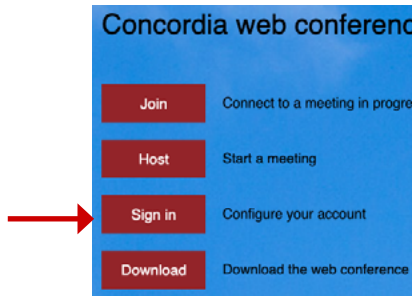 Concordia web conferenc
Join Connect to a meeting in progre
Host Start a meeting
Sign in Configure your account
Download Download the web conference